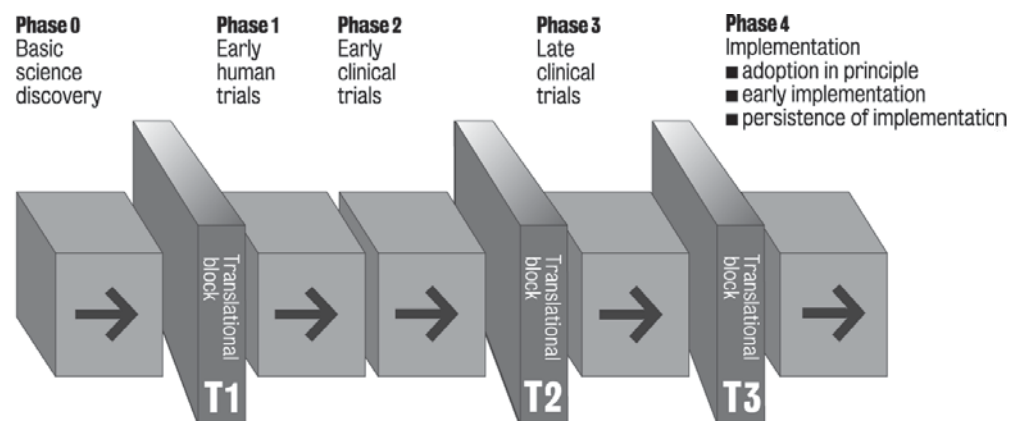 Phase 0
Basic
science
discovery
Phase 1
Early
human
trials
Phase 2
Early
clinical
trials
Phase 3
Late
clinical
trials
Phase 4
Implementation
■ adoption in principle
■ early implementation
■ persistence of implementation
Translational
block
T1
Translational
block
T2
Translational
block
T3